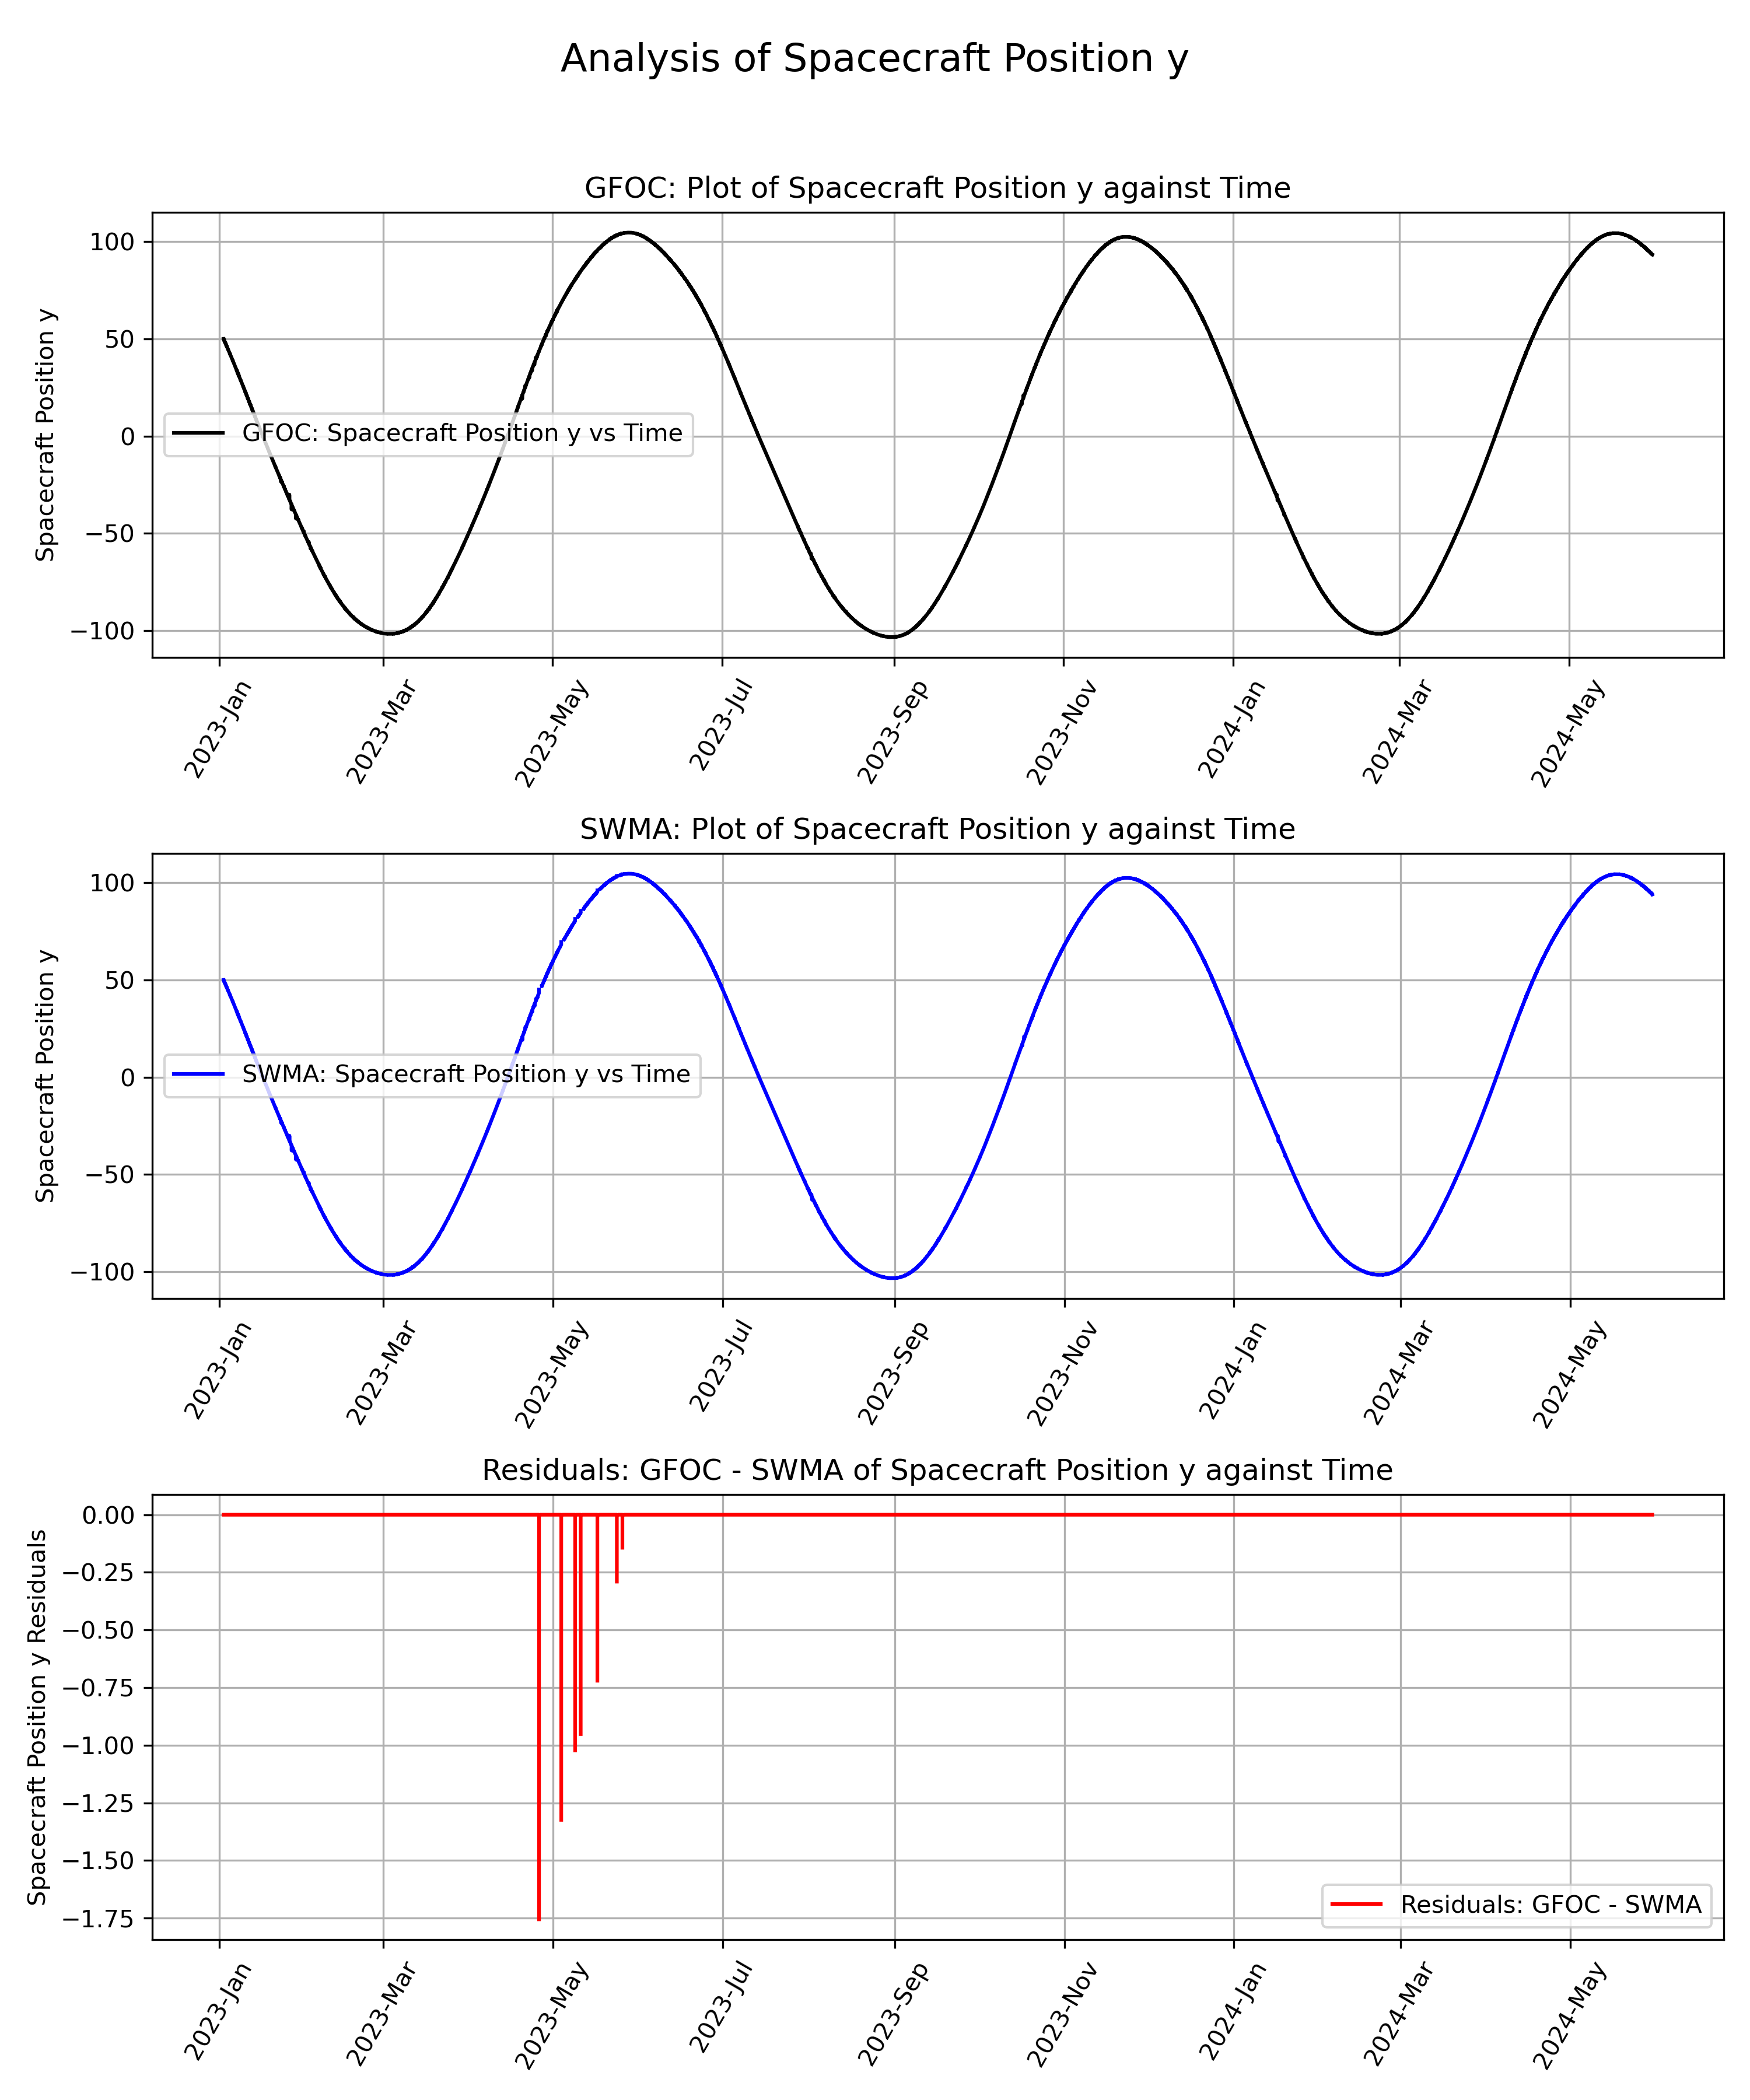 Analysis of Spacecraft Position y
GFOC: Plot of Spacecraft Position y against Time
Spacecraft Position y
100
50
0
−50
−100
GFOC: Spacecraft Position y vs Time
2023-Jan
2023-Mar
2023-May
2023-Jul
2023-Sep
2023-Nov
2024-Jan
2024-Mar
2024-May
SWMA: Plot of Spacecraft Position y against Time
Spacecraft Position y
100
50
0
−50
−100
SWMA: Spacecraft Position y vs Time
2023-Jan
2023-Mar
2023-May
2023-Jul
2023-Sep
2023-Nov
2024-Jan
2024-Mar
2024-May
Residuals: GFOC - SWMA of Spacecraft Position y against Time
Spacecraft Position y Residuals
0.00
−0.25
−0.50
−0.75
−1.00
−1.25
−1.50
−1.75
Residuals: GFOC - SWMA
2023-Jan
2023-Mar
2023-May
2023-Jul
2023-Sep
2023-Nov
2024-Jan
2024-Mar
2024-May